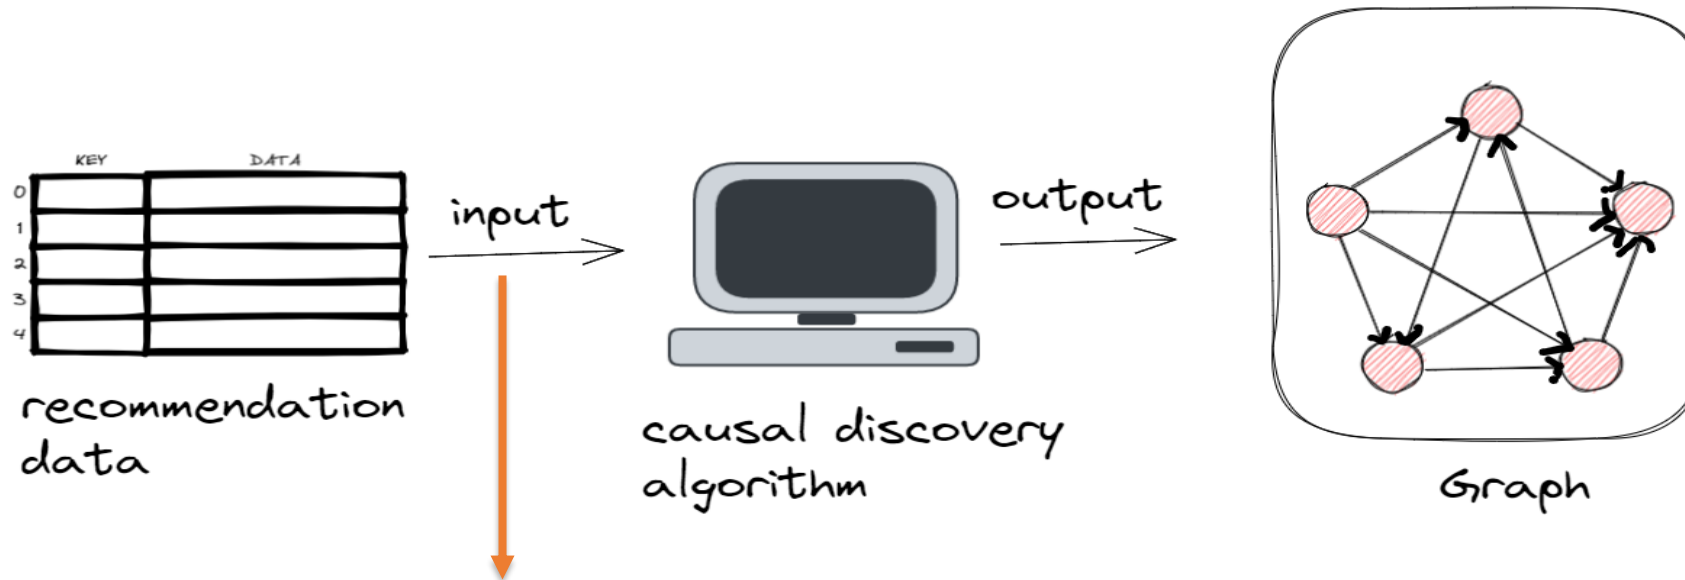 KEY DATA
0
1
2
3
4
recommendation
data
input
causal discovery
algorithm
output
Graph